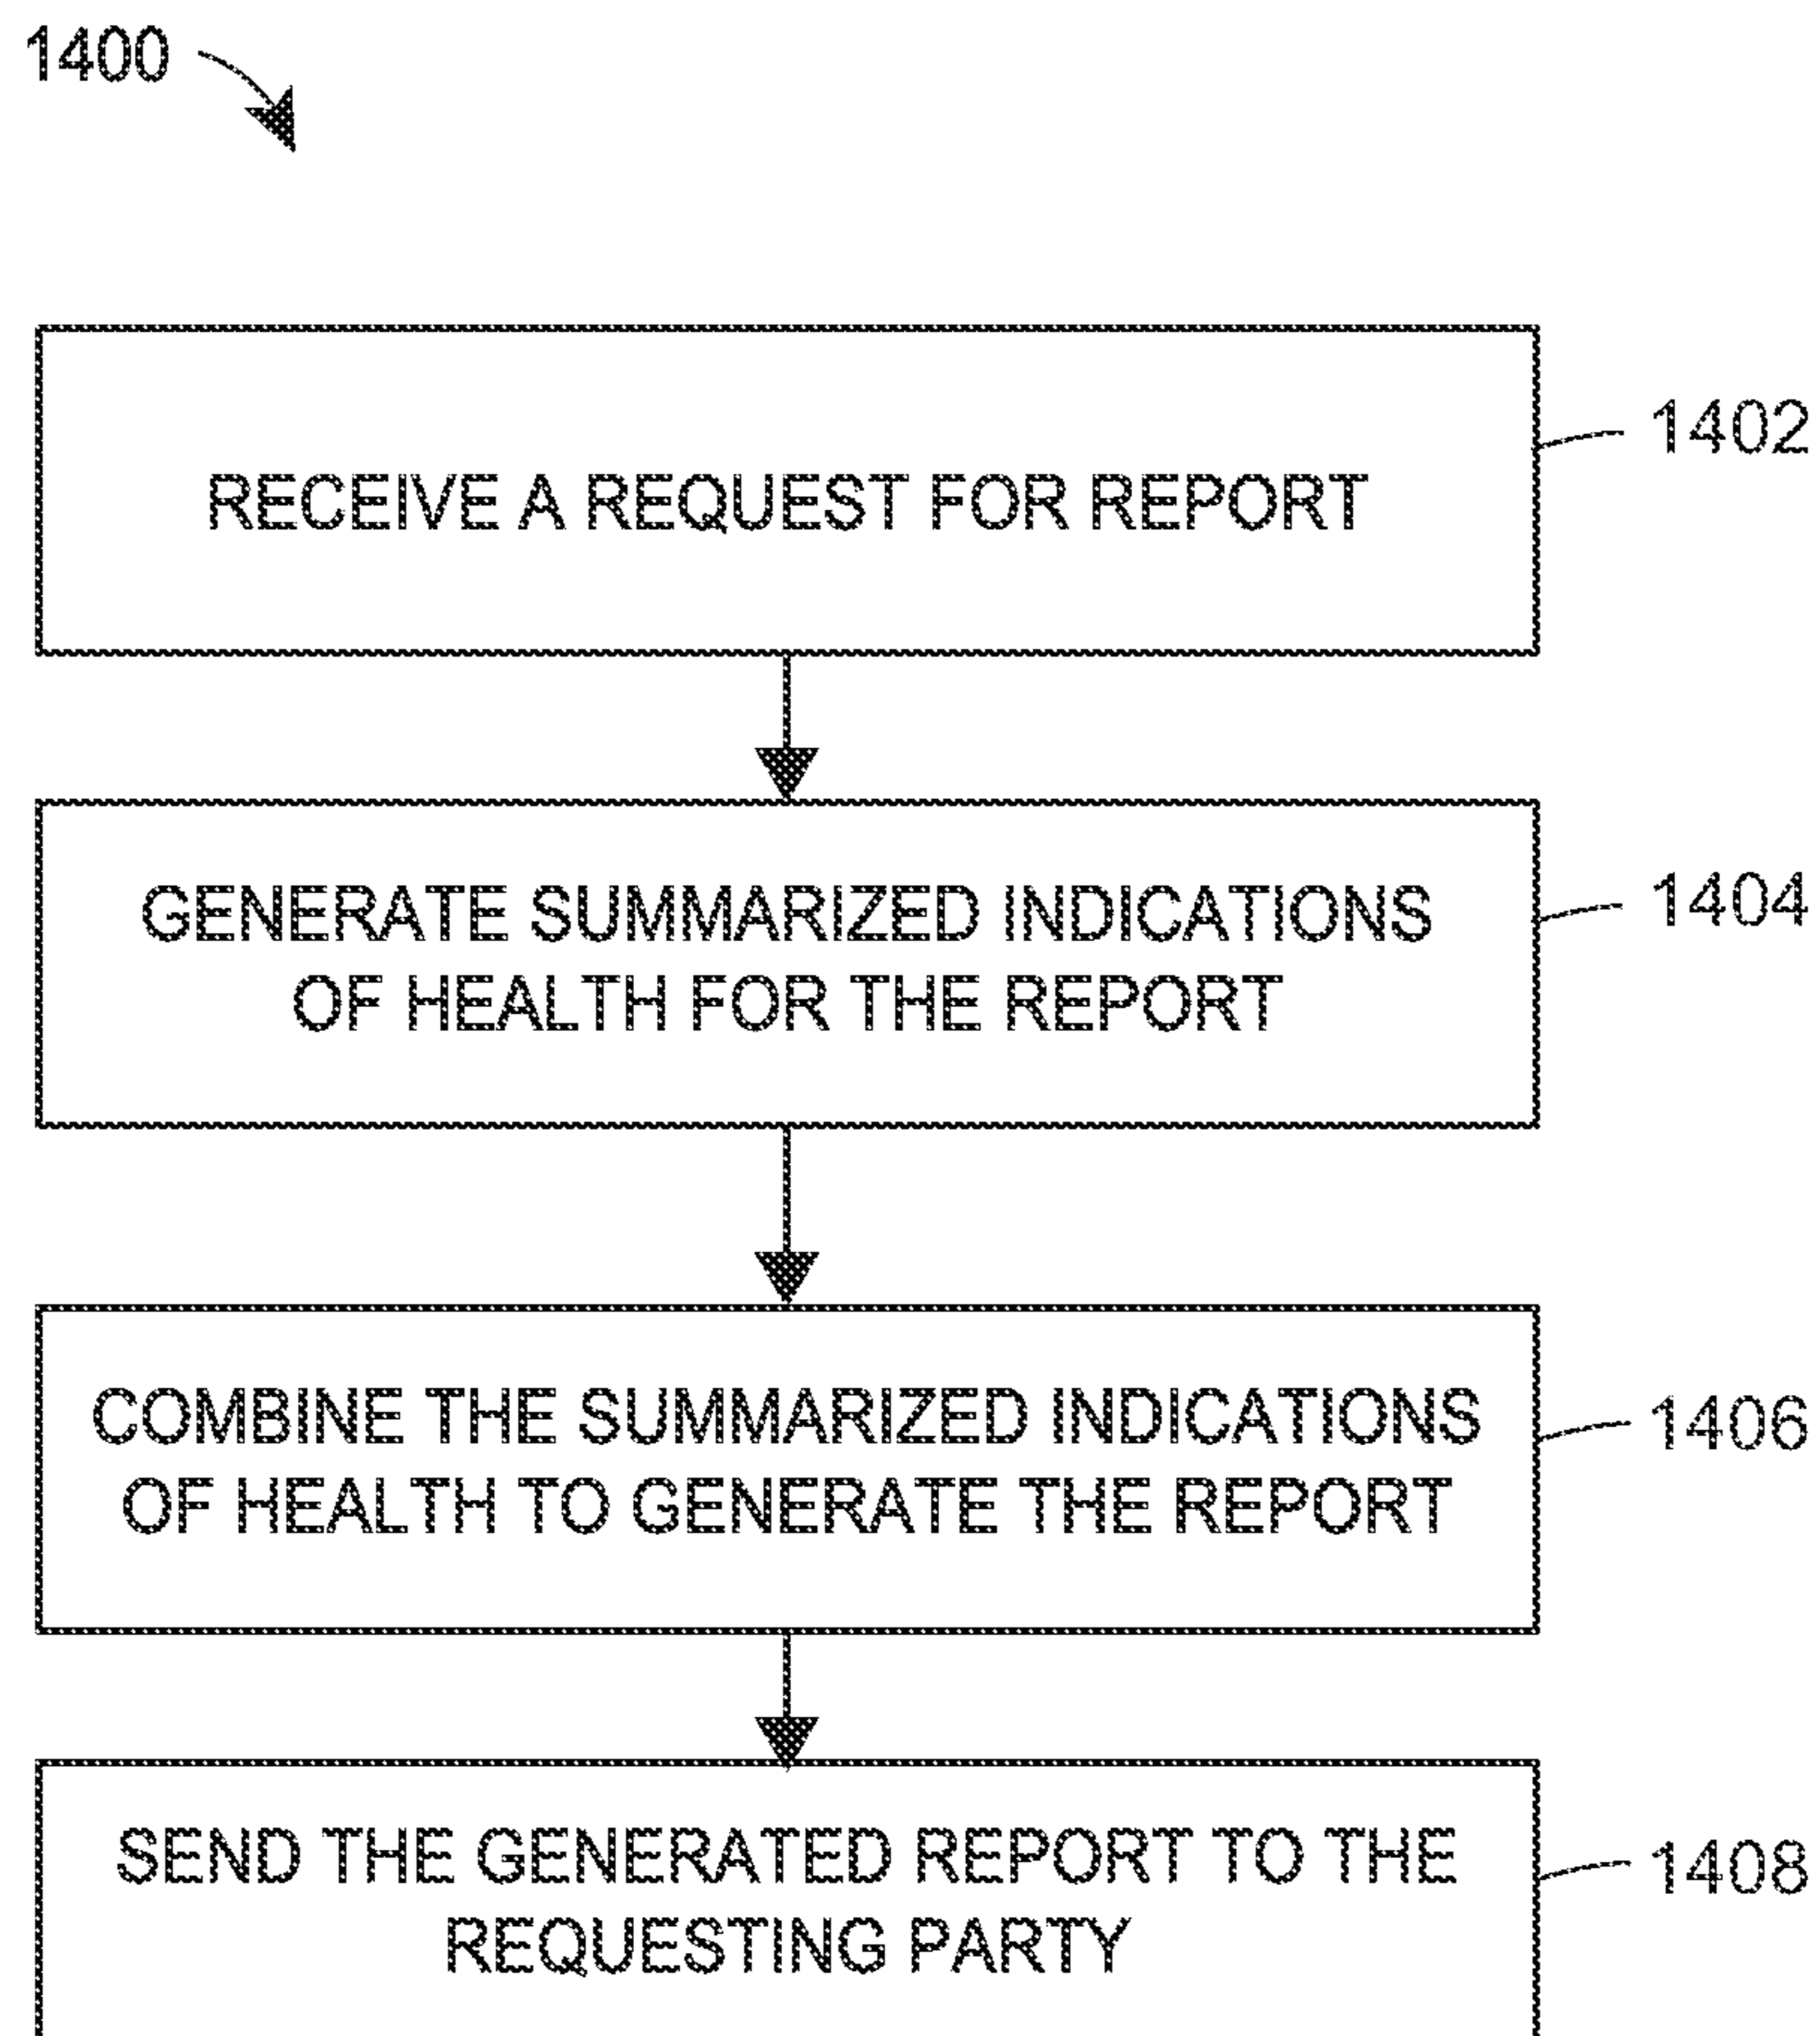 1400
RECEIVE A REQUEST FOR REPORT
1402
GENERATE SUMMARIZED INDICATIONS
OF HEALTH FOR THE REPORT
1404
COMBINE THE SUMMARIZED INDICATIONS
OF HEALTH TO GENERATE THE REPORT
1406
SEND THE GENERATED REPORT TO THE
REQUESTING PARTY
1408